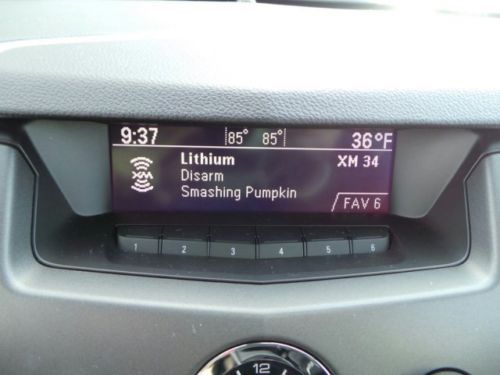 9:37 85° 85° 36°F
Lithium XM 34
XM Disarm
Smashing Pumpkin
FAV 6
1 2 3 4 5 6
12